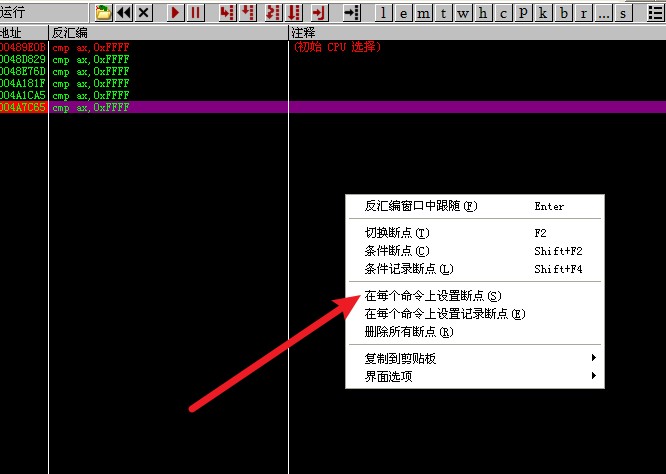 运行 l e m t w h c p k b r ... s
地址 反汇编 注释
00489E0B cmp ax,0xFFFF (初始 CPU 选择)
0048D829 cmp ax,0xFFFF
0048E76D cmp ax,0xFFFF
004A181F cmp ax,0xFFFF
004A1CA5 cmp ax,0xFFFF
004A7C65 cmp ax,0xFFFF
反汇编窗口中跟随(F) Enter
切换断点(T) F2
条件断点(C) Shift+F2
条件记录断点(L) Shift+F4
在每个命令上设置断点(S)
在每个命令上设置记录断点(E)
删除所有断点(R)
复制到剪贴板
界面选项